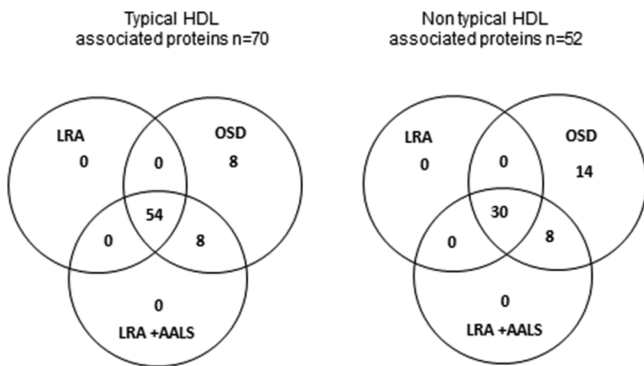 Typical HDL
associated proteins n=70
LRA
0
0
OSD
8
54
0
8
0
LRA +AALS
Non typical HDL
associated proteins n=52
LRA
0
0
OSD
14
30
0
8
0
LRA +AALS